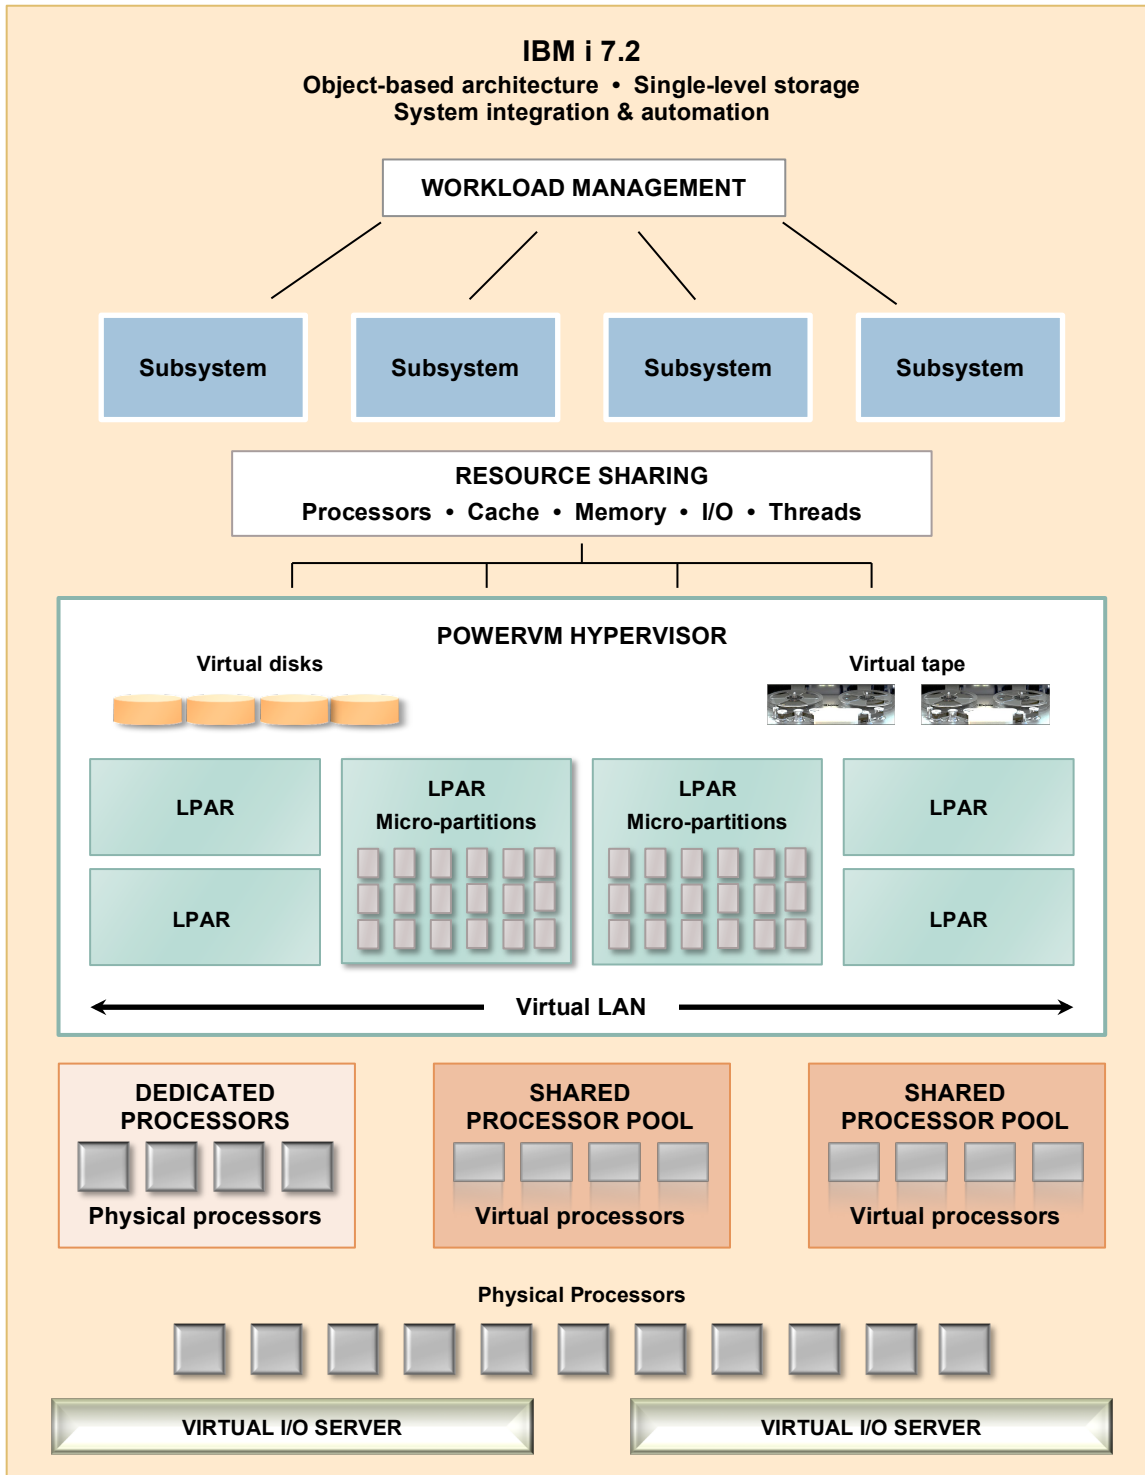 IBM i 7.2
Object-based architecture • Single-level storage
System integration & automation
WORKLOAD MANAGEMENT
Subsystem
Subsystem
Subsystem
Subsystem
RESOURCE SHARING
Processors • Cache • Memory • I/O • Threads
POWERVM HYPERVISOR
Virtual disks
Virtual tape
LPAR
LPAR
Micro-partitions
LPAR
Micro-partitions
LPAR
LPAR
LPAR
Virtual LAN
DEDICATED
PROCESSORS
Physical processors
SHARED
PROCESSOR POOL
Virtual processors
SHARED
PROCESSOR POOL
Virtual processors
Physical Processors
VIRTUAL I/O SERVER
VIRTUAL I/O SERVER